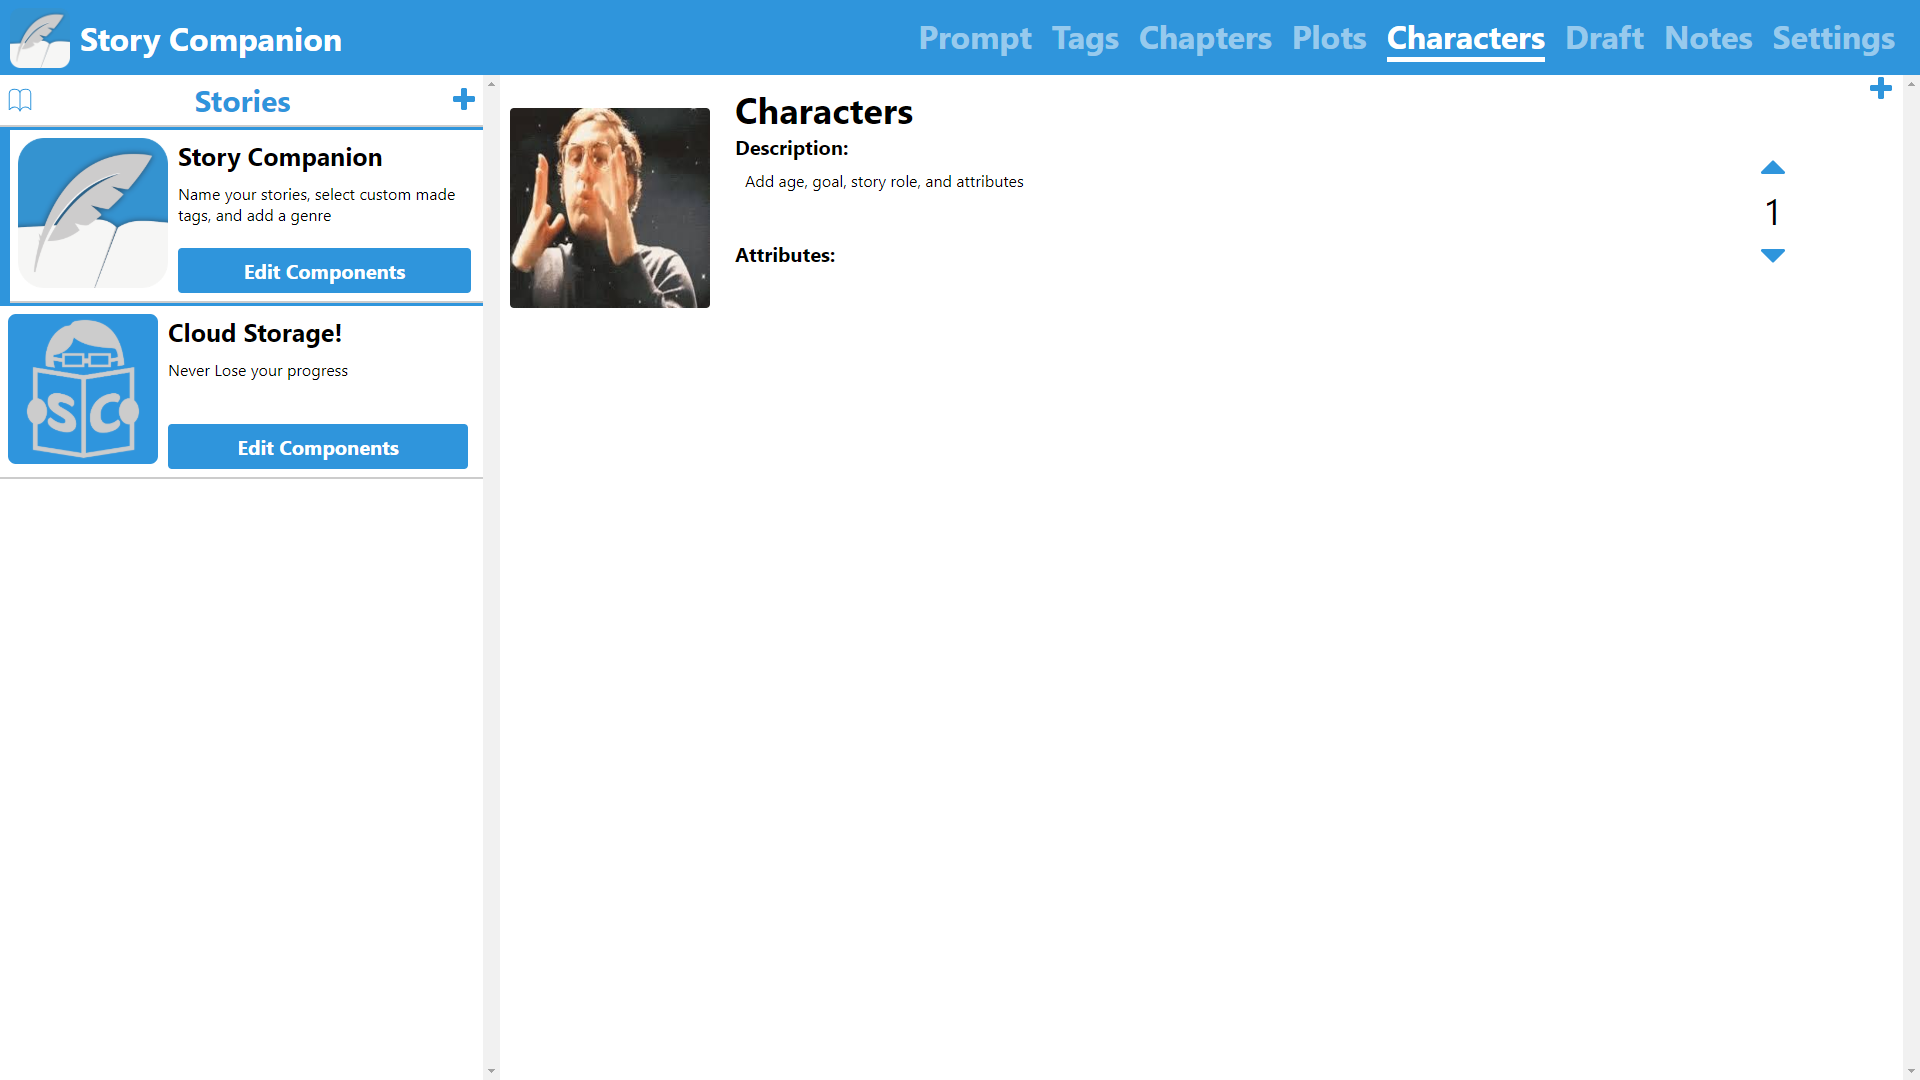 Story Companion
Prompt Tags Chapters Plots Characters Draft Notes Settings
Stories
Story Companion
Name your stories, select custom made
tags, and add a genre
Edit Components
Cloud Storage!
Never Lose your progress
SC
Edit Components
Characters
Description:
Add age, goal, story role, and attributes
1
Attributes: